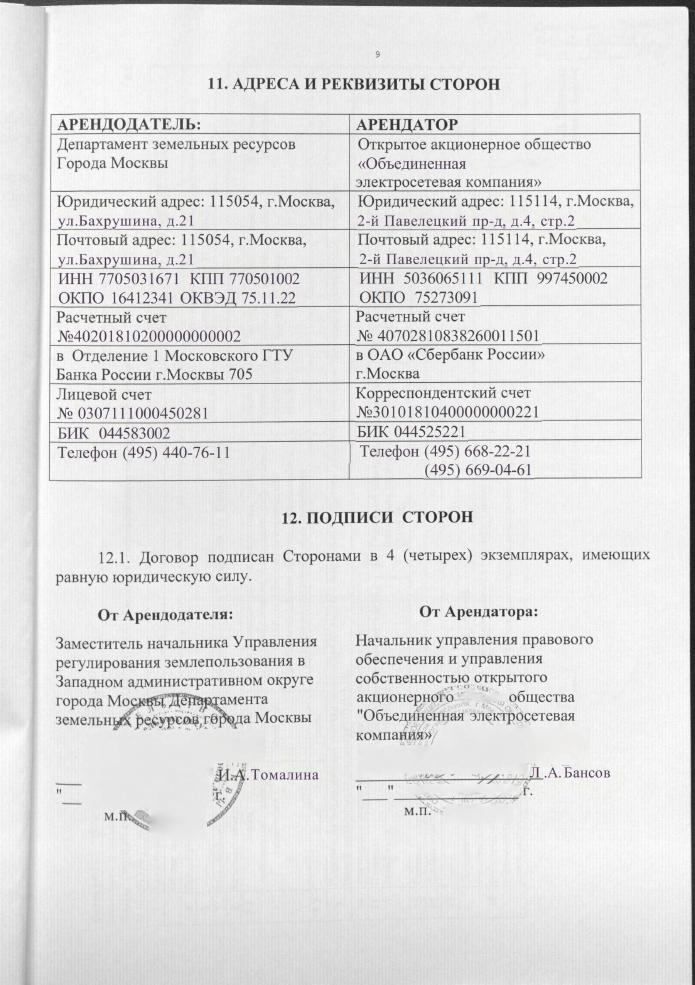 9
11. АДРЕСА И РЕКВИЗИТЫ СТОРОН
АРЕНДОДАТЕЛЬ:
АРЕНДАТОР
Департамент земельных ресурсов
Города Москвы
Открытое акционерное общество
«Объединенная
электросетевая компания»
Юридический адрес: 115054, г.Москва,
ул.Бахрушина, д.21
Юридический адрес: 115114, г.Москва,
2-й Павелецкий пр-д, д.4, стр.2
Почтовый адрес: 115054, г.Москва,
ул.Бахрушина, д.21
Почтовый адрес: 115114, г.Москва,
2-й Павелецкий пр-д, д.4, стр.2
ИНН 7705031671 КПП 770501002
ОКПО 16412341 ОКВЭД 75.11.22
ИНН 5036065111 КПП 997450002
ОКПО 75273091
Расчетный счет
№40201810200000000002
Расчетный счет
№ 40702810838260011501
в Отделение 1 Московского ГТУ
Банка России г.Москвы 705
в ОАО «Сбербанк России»
г.Москва
Лицевой счет
№ 0307111000450281
Корреспондентский счет
№30101810400000000221
БИК 044583002
БИК 044525221
Телефон (495) 440-76-11
Телефон (495) 668-22-21
(495) 669-04-61
12. ПОДПИСИ СТОРОН
12.1. Договор подписан Сторонами в 4 (четырех) экземплярах, имеющих
равную юридическую силу.
От Арендодателя:
Заместитель начальника Управления
регулирования землепользования в
Западном административном округе
города Москвы Департамента
земельных ресурсов города Москвы
И.А.Томалина
"__ г.
м.п.
От Арендатора:
Начальник управления правового
обеспечения и управления
собственностью открытого
акционерного общества
"Объединенная электросетевая
компания»
Л.А.Бансов
"___" ______________ г.
м.п.